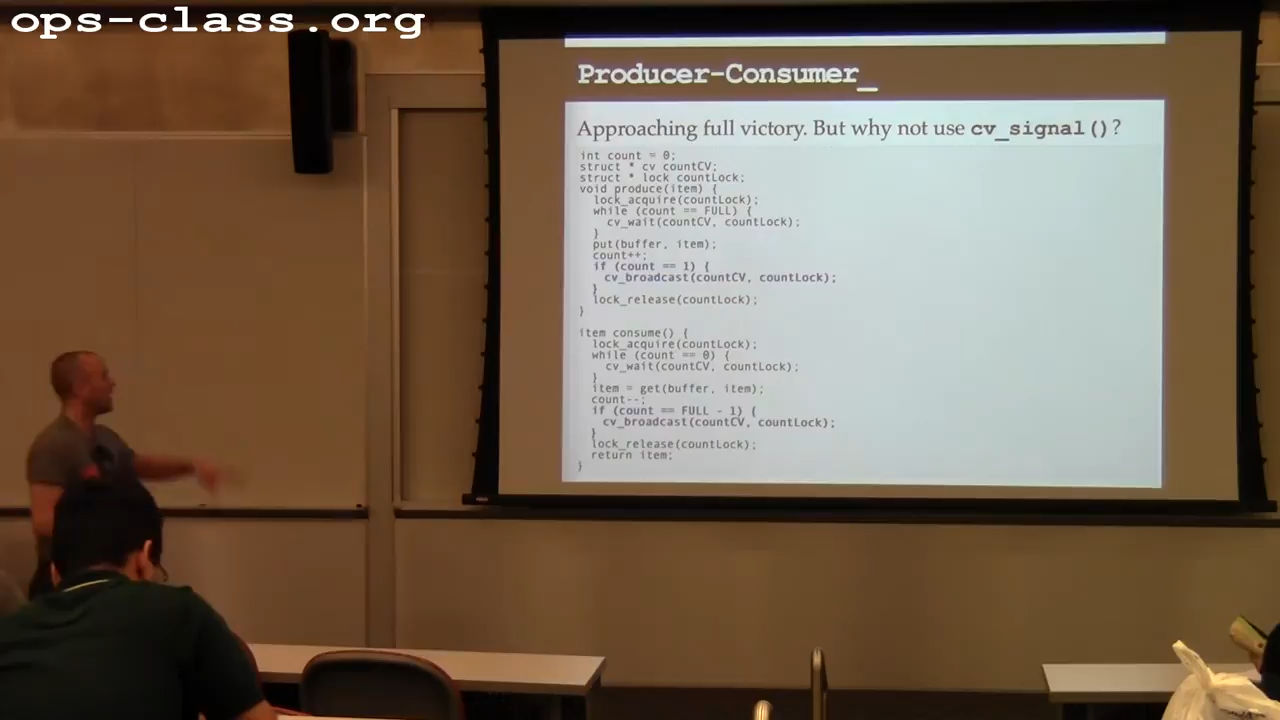 ops-class.org
Producer-Consumer_
Approaching full victory. But why not use cv_signal()?
int count = 0;
struct * cv countCV;
struct * lock countLock;
void produce(item) {
lock_acquire(countLock);
while (count == FULL) {
cv_wait(countCV, countLock);
}
put(buffer, item);
count++;
if (count == 1) {
cv_broadcast(countCV, countLock);
}
lock_release(countLock);
}
item consume() {
lock_acquire(countLock);
while (count == 0) {
cv_wait(countCV, countLock);
}
item = get(buffer, item);
count--;
if (count == FULL - 1) {
cv_broadcast(countCV, countLock);
}
lock_release(countLock);
return item;
}